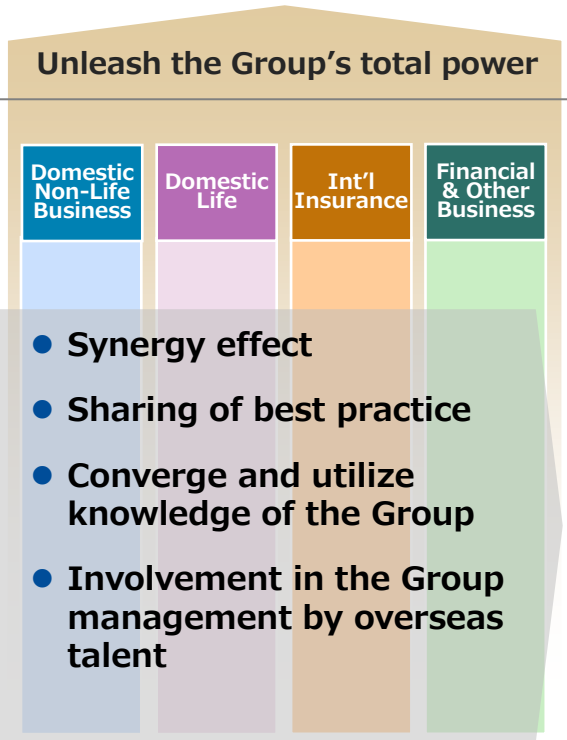 Unleash the Group's total power
Domestic
Non-Life
Business
Domestic
Life
Int'l
Insurance
Financial
& Other
Business
● Synergy effect
● Sharing of best practice
● Converge and utilize
knowledge of the Group
● Involvement in the Group
management by overseas
talent